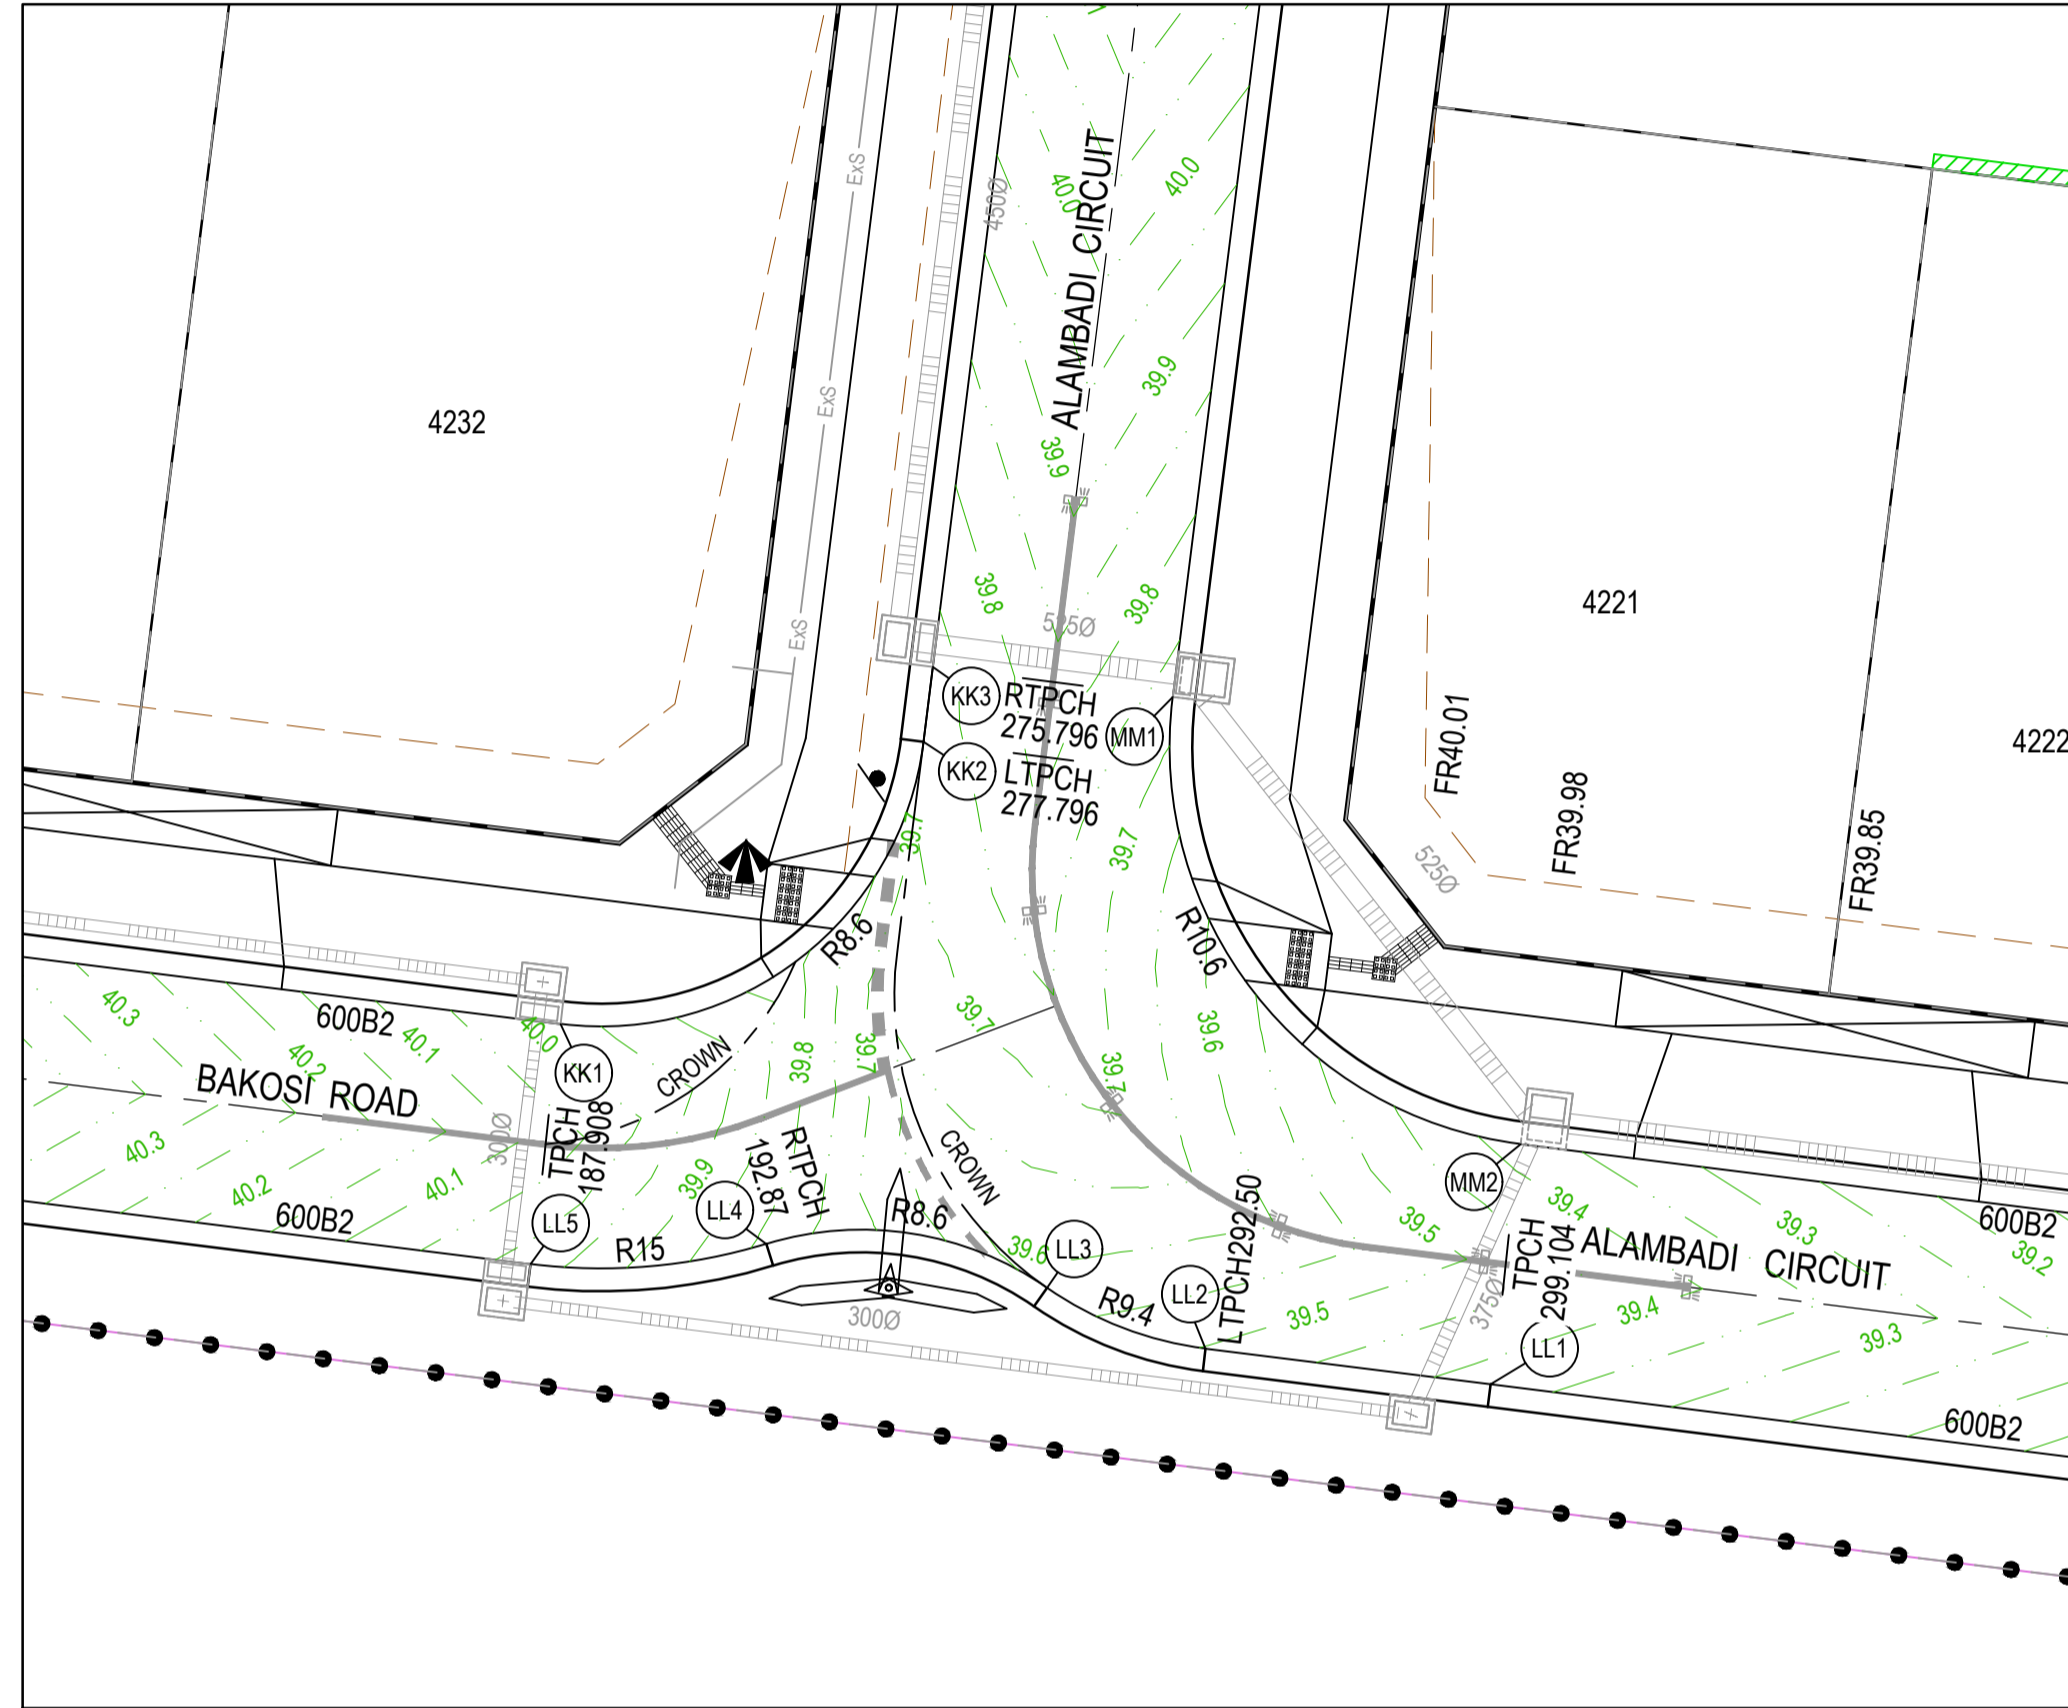 ExS
450Ø
ALAMBADI CIRCUIT
40.0
40.0
39.9
ExS
4232
39.9
39.8
39.8
4221
ExS
525Ø
KK3
RTPCH
275.796
MM1
FR40.01
4222
KK2
LTPCH
277.796
39.7
39.7
FR39.98
FR39.85
525Ø
R8.6
R10.6
40.3
600B2
40.0
40.1
40.2
39.7
39.6
39.8
39.7
39.7
BAKOSI ROAD
KK1
CROWN
40.3
300Ø
TPCH
187.908
CROWN
40.2
40.1
39.9
RTPCH
192.87
LL4
MM2
39.4
39.3
600B2
39.2
600B2
LL5
R15
R8.6
39.6
LL3
LTPCH292.50
39.5
TPCH
299.104
ALAMBADI CIRCUIT
300Ø
R9.4
LL2
39.5
375Ø
39.4
39.3
LL1
600B2